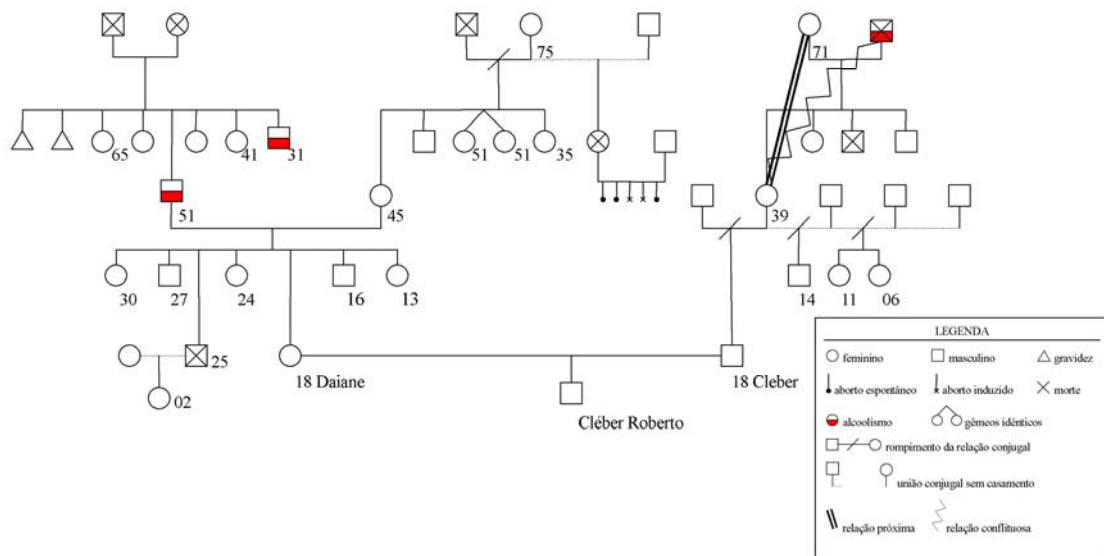 75
71
65
41
31
51
51
35
51
45
39
30
27
24
16
13
14
11
06
25
02
18 Daiane
18 Cleber
Cléber Roberto
LEGENDA
feminino
masculino
gravidez
aborto espontâneo
aborto induzido
morte
alcoolismo
gêmeos idênticos
rompimento da relação conjugal
união conjugal sem casamento
relação próxima
relação conflituosa